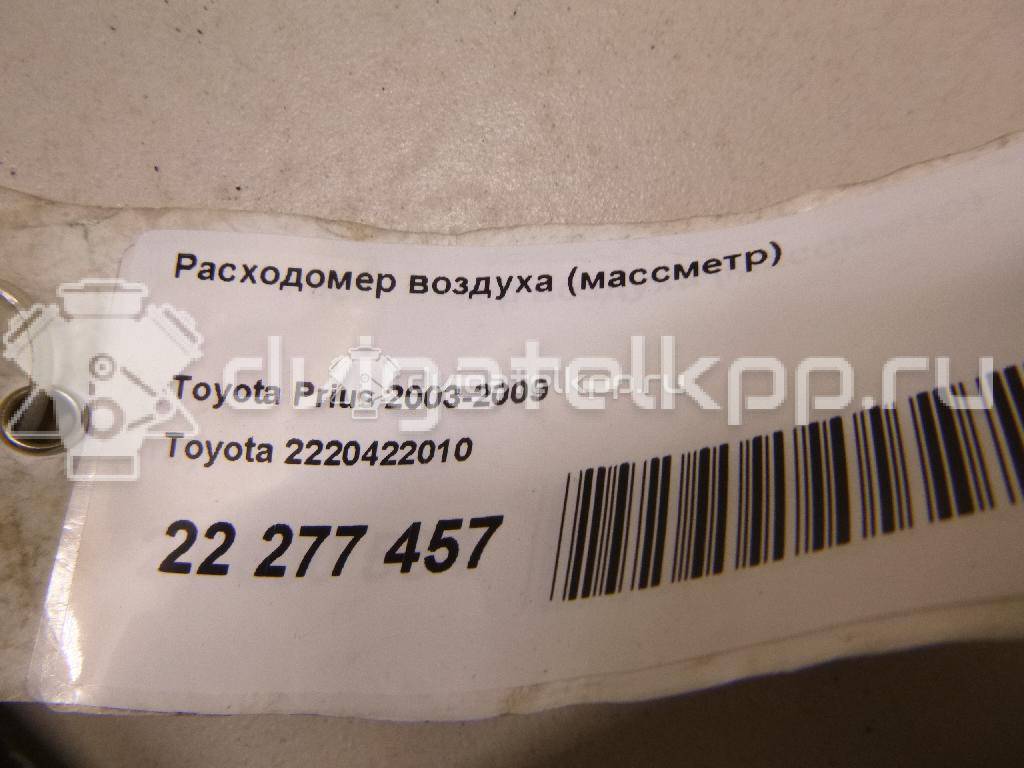 Расходомер воздуха (массметр)
Toyota Prius 2003-2009
dvigatelkpp.ru
Toyota 2220422010
22 277 457